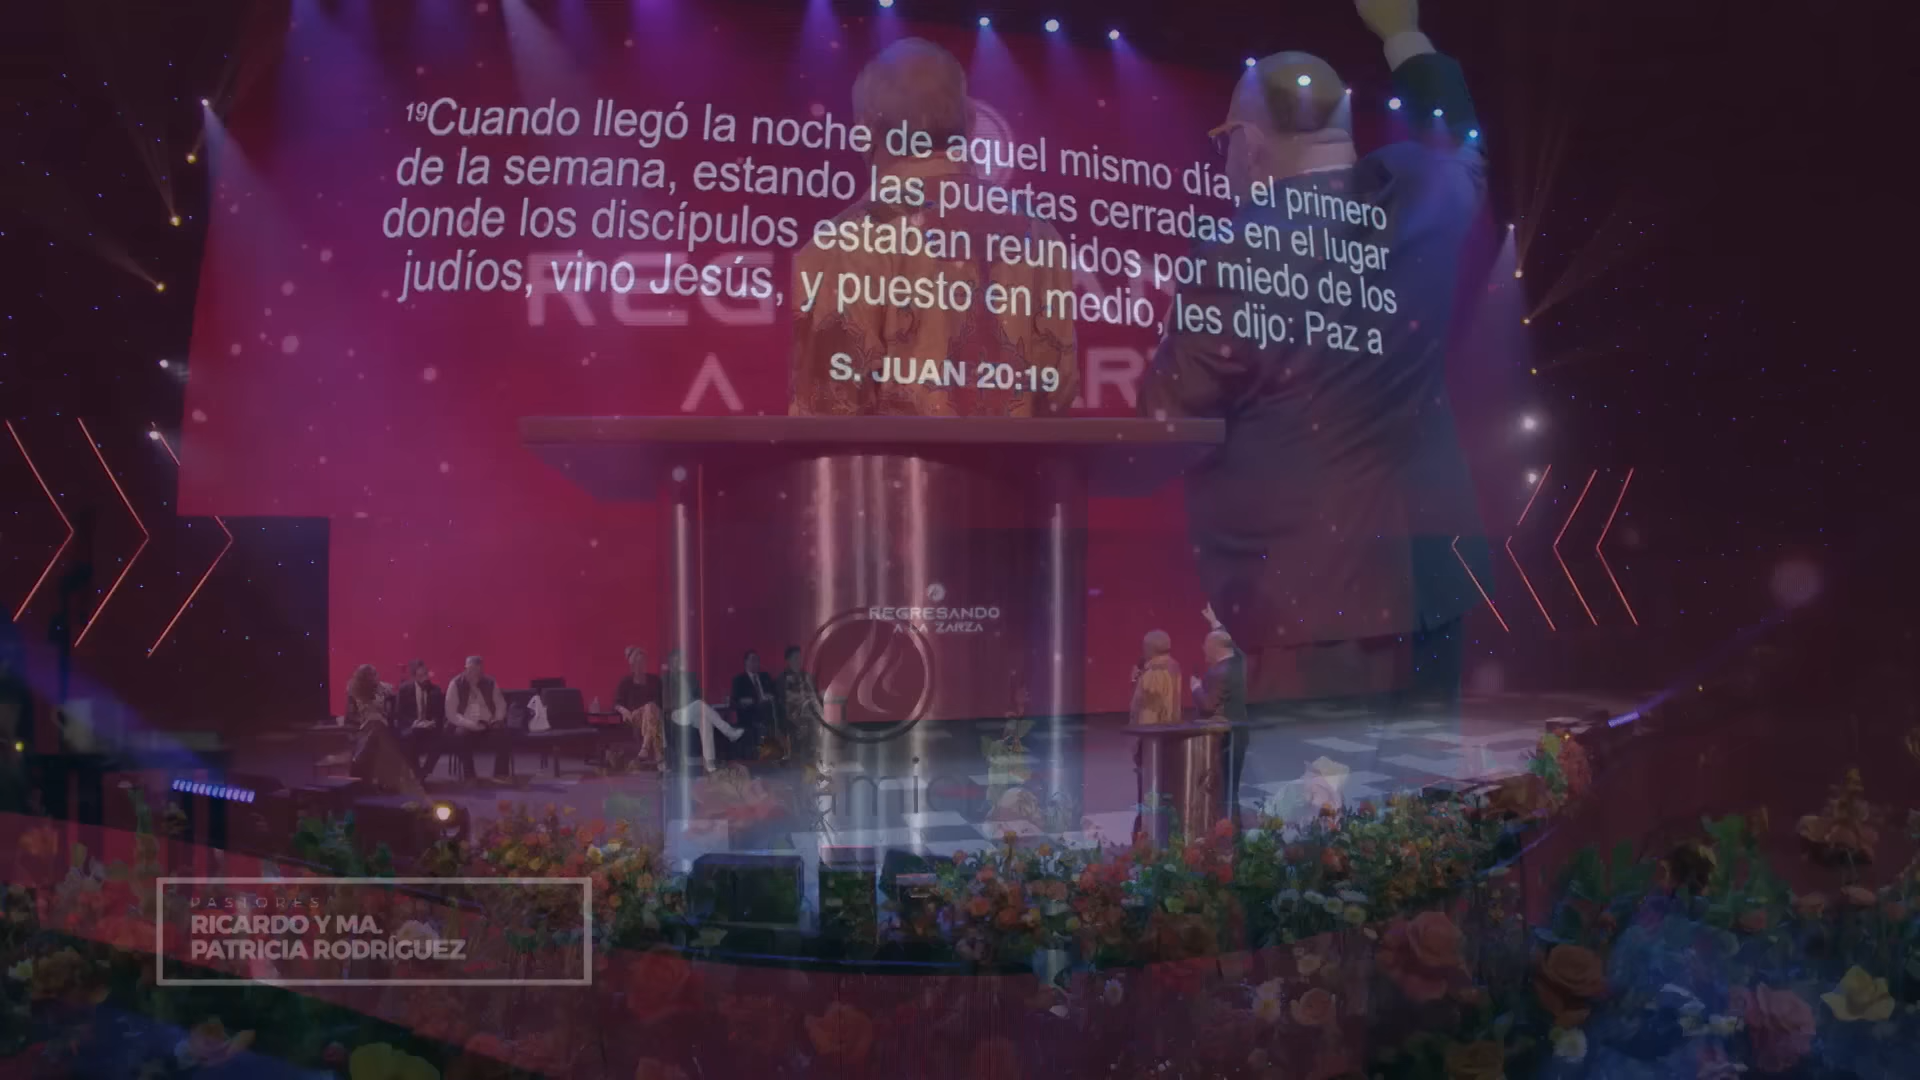 19Cuando llegó la noche de aquel mismo día, el primero
de la semana, estando las puertas cerradas en el lugar
donde los discípulos estaban reunidos por miedo de los
judíos, vino Jesús, y puesto en medio, les dijo: Paz a
S. JUAN 20:19
REGRESANDO
A LA ZARZA
PASTORES
RICARDO Y MA.
PATRICIA RODRÍGUEZ